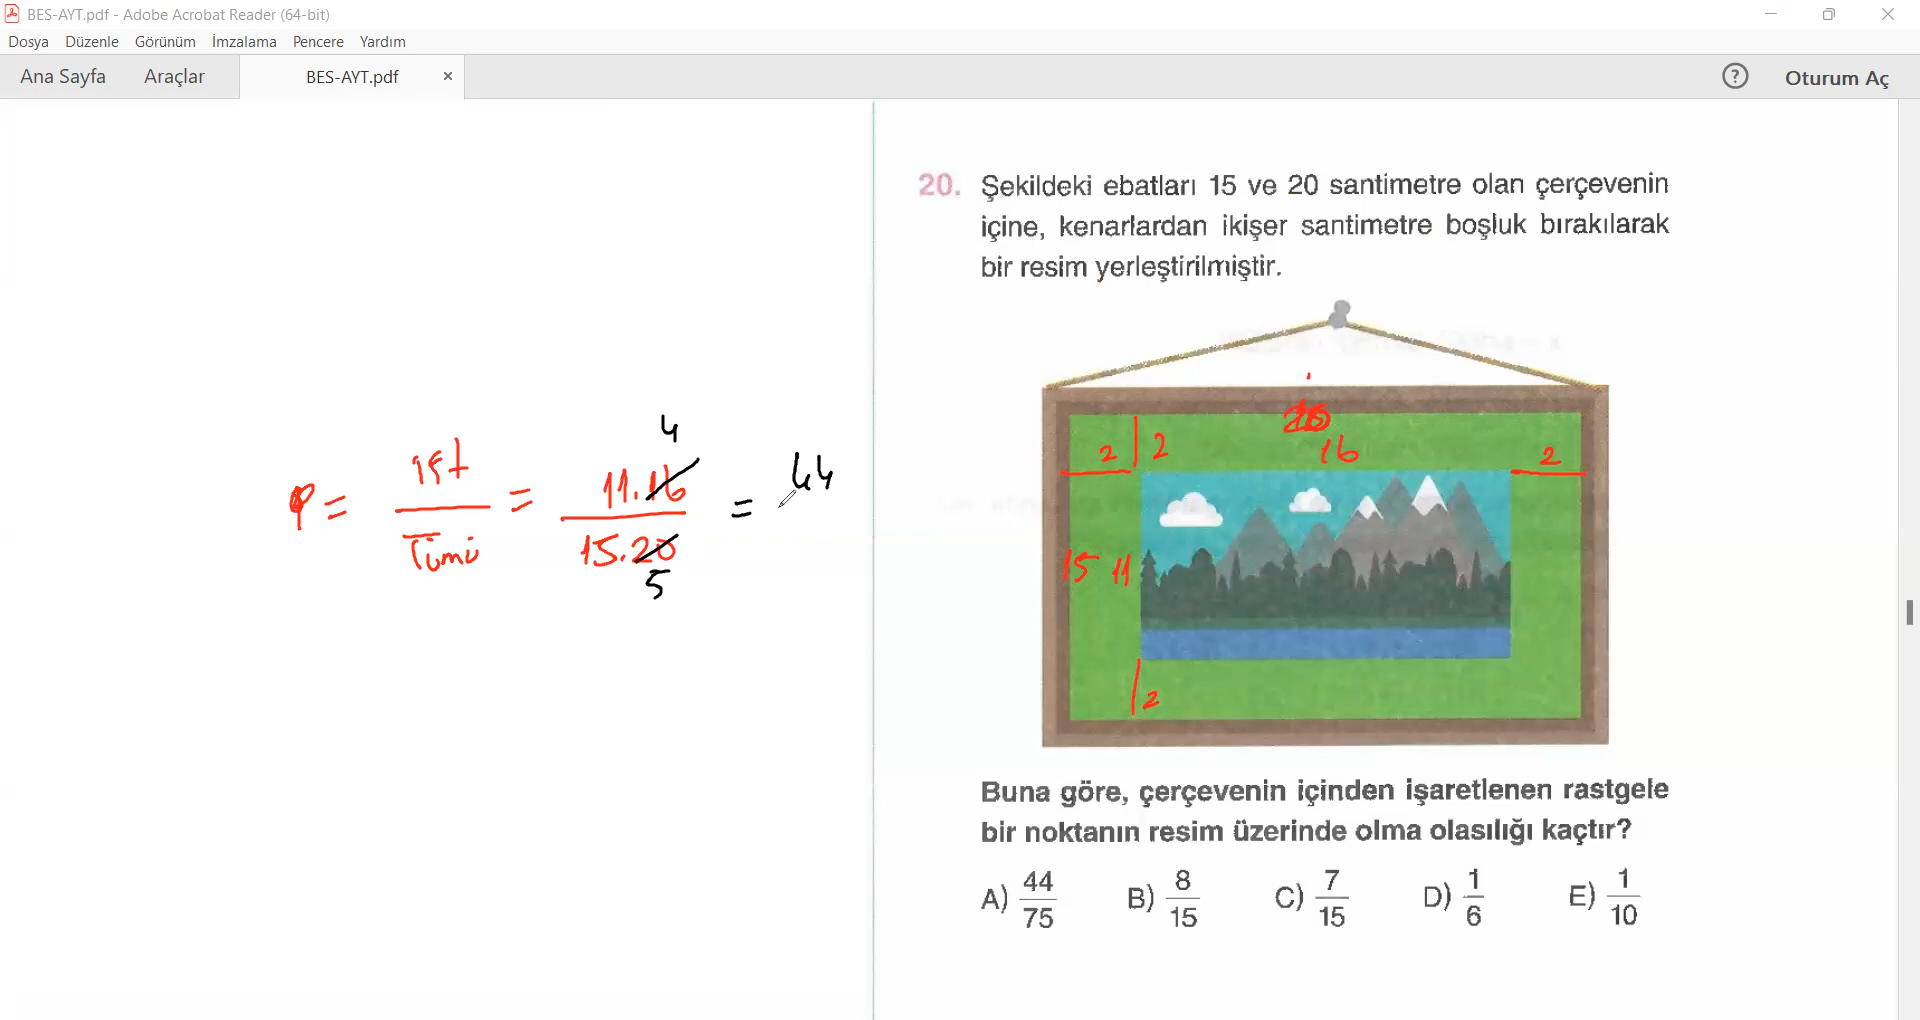 BES-AYT.pdf - Adobe Acrobat Reader (64-bit)
Dosya Düzenle Görünüm İmzalama Pencere Yardım
Ana Sayfa Araçlar BES-AYT.pdf × ? Oturum Aç
20. Şekildeki ebatları 15 ve 20 santimetre olan çerçevenin
içine, kenarlardan ikişer santimetre boşluk bırakılarak
bir resim yerleştirilmiştir.
2 2 16 2
15 11
2
P = ist / Tümü = 11.16 / 15.20 = 44
4
5
Buna göre, çerçevenin içinden işaretlenen rastgele
bir noktanın resim üzerinde olma olasılığı kaçtır?
A) 44/75 B) 8/15 C) 7/15 D) 1/6 E) 1/10